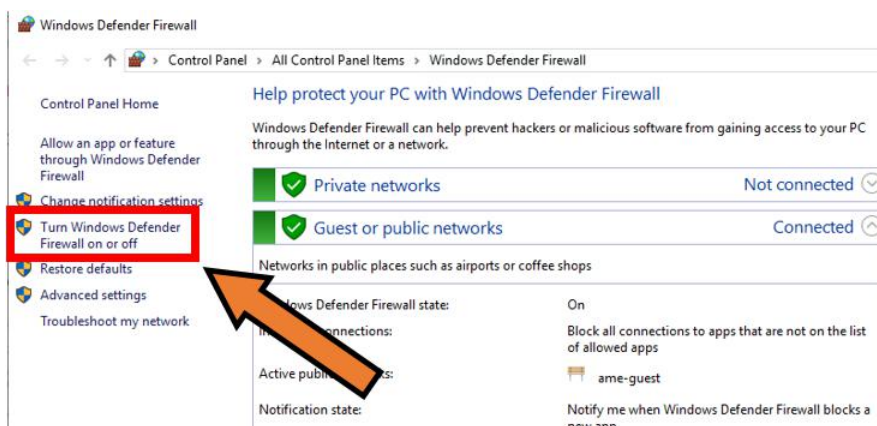 Windows Defender Firewall
Control Panel > All Control Panel Items > Windows Defender Firewall
Control Panel Home
Allow an app or feature
through Windows Defender
Firewall
Change notification settings
Turn Windows Defender
Firewall on or off
Restore defaults
Advanced settings
Troubleshoot my network
Help protect your PC with Windows Defender Firewall
Windows Defender Firewall can help prevent hackers or malicious software from gaining access to your PC
through the Internet or a network.
Private networks Not connected
Guest or public networks Connected
Networks in public places such as airports or coffee shops
Defender Firewall state: On
connections: Block all connections to apps that are not on the list
of allowed apps
Active ame-guest
Notification state: Notify me when Windows Defender Firewall blocks a